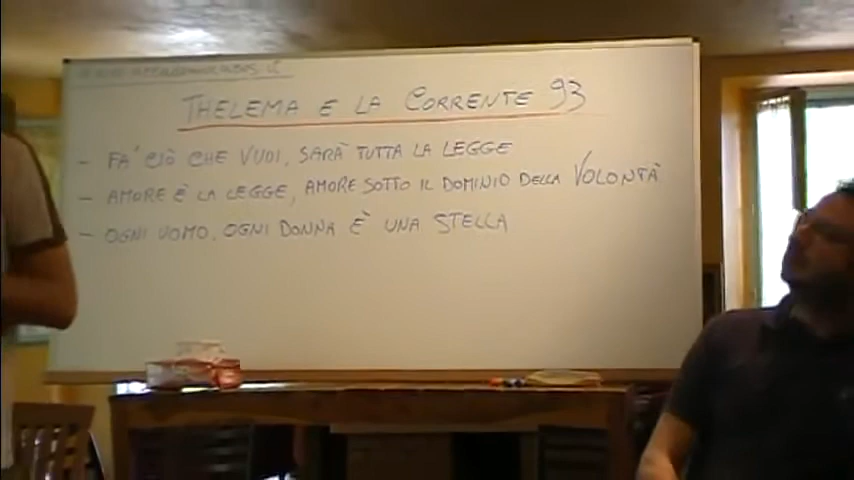 THELEMA E LA CORRENTE 93
- FA' CIÒ CHE VUOI, SARÀ TUTTA LA LEGGE
- AMORE È LA LEGGE, AMORE SOTTO IL DOMINIO DELLA VOLONTÀ
- OGNI UOMO, OGNI DONNA È UNA STELLA